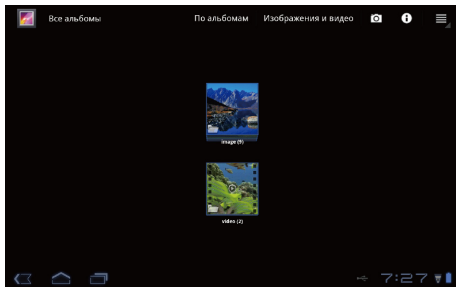 Все альбомы По альбомам Изображения и видео
image (9)
video (2)
7:27